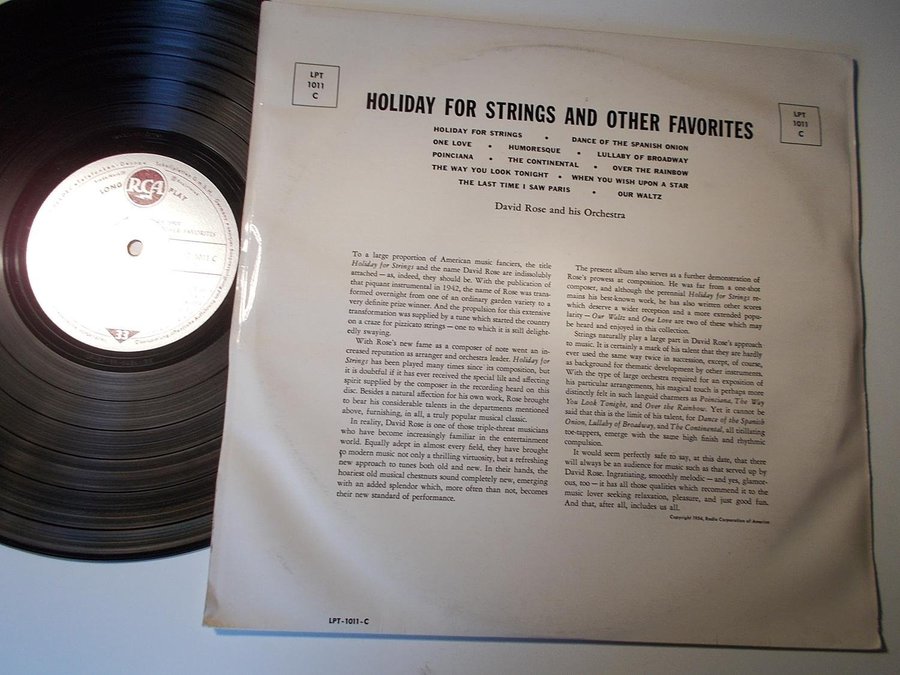 LPT
1011
C
HOLIDAY FOR STRINGS AND OTHER FAVORITES
LPT
1011
C
HOLIDAY FOR STRINGS • DANCE OF THE SPANISH ONION
ONE LOVE • HUMORESQUE • LULLABY OF BROADWAY
POINCIANA • THE CONTINENTAL • OVER THE RAINBOW
THE WAY YOU LOOK TONIGHT • WHEN YOU WISH UPON A STAR
THE LAST TIME I SAW PARIS • OUR WALTZ
David Rose and his Orchestra
To a large proportion of American music fanciers, the title
Holiday for Strings and the name David Rose are indissolubly
attached — as, indeed, they should be. With the publication of
that piquant instrumental in 1942, the name of Rose was trans-
formed overnight from one of an ordinary garden variety to a
very definite prize winner. And the propulsion for this extensive
transformation was supplied by a tune which started the country
on a craze for pizzicato strings — one to which it is still delight-
edly swaying.
With Rose's new fame as a composer of note went an in-
creased reputation as arranger and orchestra leader. Holiday for
Strings has been played many times since its composition, but
it is doubtful if it has ever received the special lilt and affecting
spirit supplied by the composer in the recording heard on this
disc. Besides a natural affection for his own work, Rose brought
to bear his considerable talents in the departments mentioned
above, furnishing, in all, a truly popular musical classic.
In reality, David Rose is one of those triple-threat musicians
who have become increasingly familiar in the entertainment
world. Equally adept in almost every field, they have brought
to modern music not only a thrilling virtuosity, but a refreshing
new approach to tunes both old and new. In their hands, the
hoariest old musical chestnuts sound completely new, emerging
with an added splendor which, more often than not, becomes
their new standard of performance.
The present album also serves as a further demonstration of
Rose's prowess at composition. He was far from a one-shot
composer, and although the perennial Holiday for Strings re-
mains his best-known work, he has also written other scores
which deserve a wider reception and a more extended popu-
larity — Our Waltz and One Love are two of these which may
be heard and enjoyed in this collection.
Strings naturally play a large part in David Rose's approach
to music. It is certainly a mark of his talent that they are hardly
ever used the same way twice in succession, except, of course,
as background for thematic development by other instruments.
With the type of large orchestra required for an exposition of
his particular arrangements, his magical touch is perhaps more
distinctly felt in such languid charmers as Poinciana, The Way
You Look Tonight, and Over the Rainbow. Yet it cannot be
said that this is the limit of his talent, for Dance of the Spanish
Onion, Lullaby of Broadway, and The Continental, all titillating
toe-tappers, emerge with the same high finish and rhythmic
compulsion.
It would seem perfectly safe to say, at this date, that there
will always be an audience for music such as that served up by
David Rose. Ingratiating, smoothly melodic — and yes, glamor-
ous, too — it has all those qualities which recommend it to the
music lover seeking relaxation, pleasure, and just good fun.
And that, after all, includes us all.
Copyright 1954, Radio Corporation of America
LPT-1011-C
LONG RCA PLAY
33